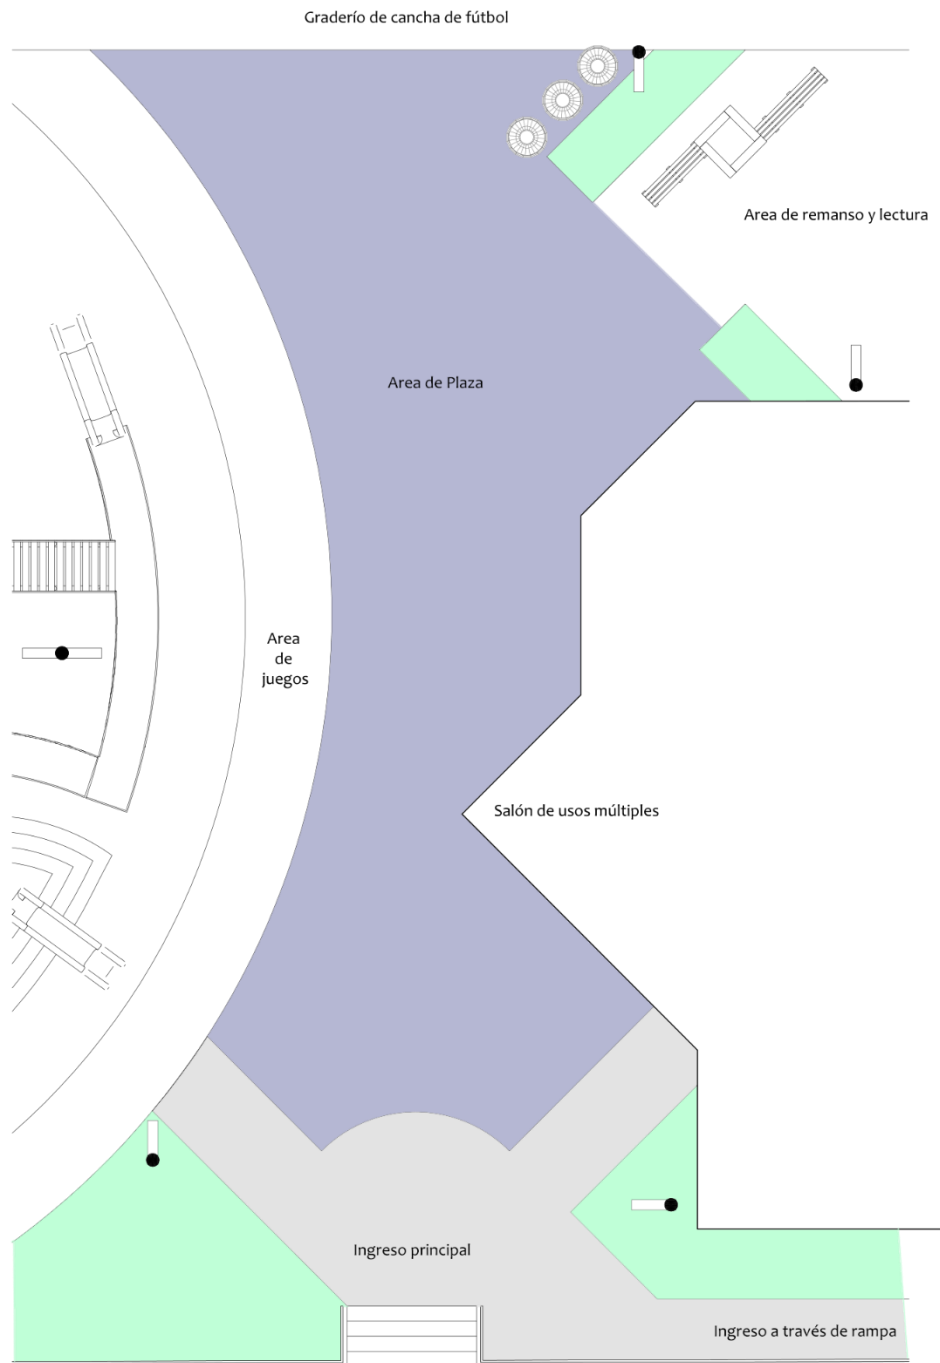 Graderío de cancha de fútbol
Area de remanso y lectura
Area de Plaza
Area
de
juegos
Salón de usos múltiples
Ingreso principal
Ingreso a través de rampa